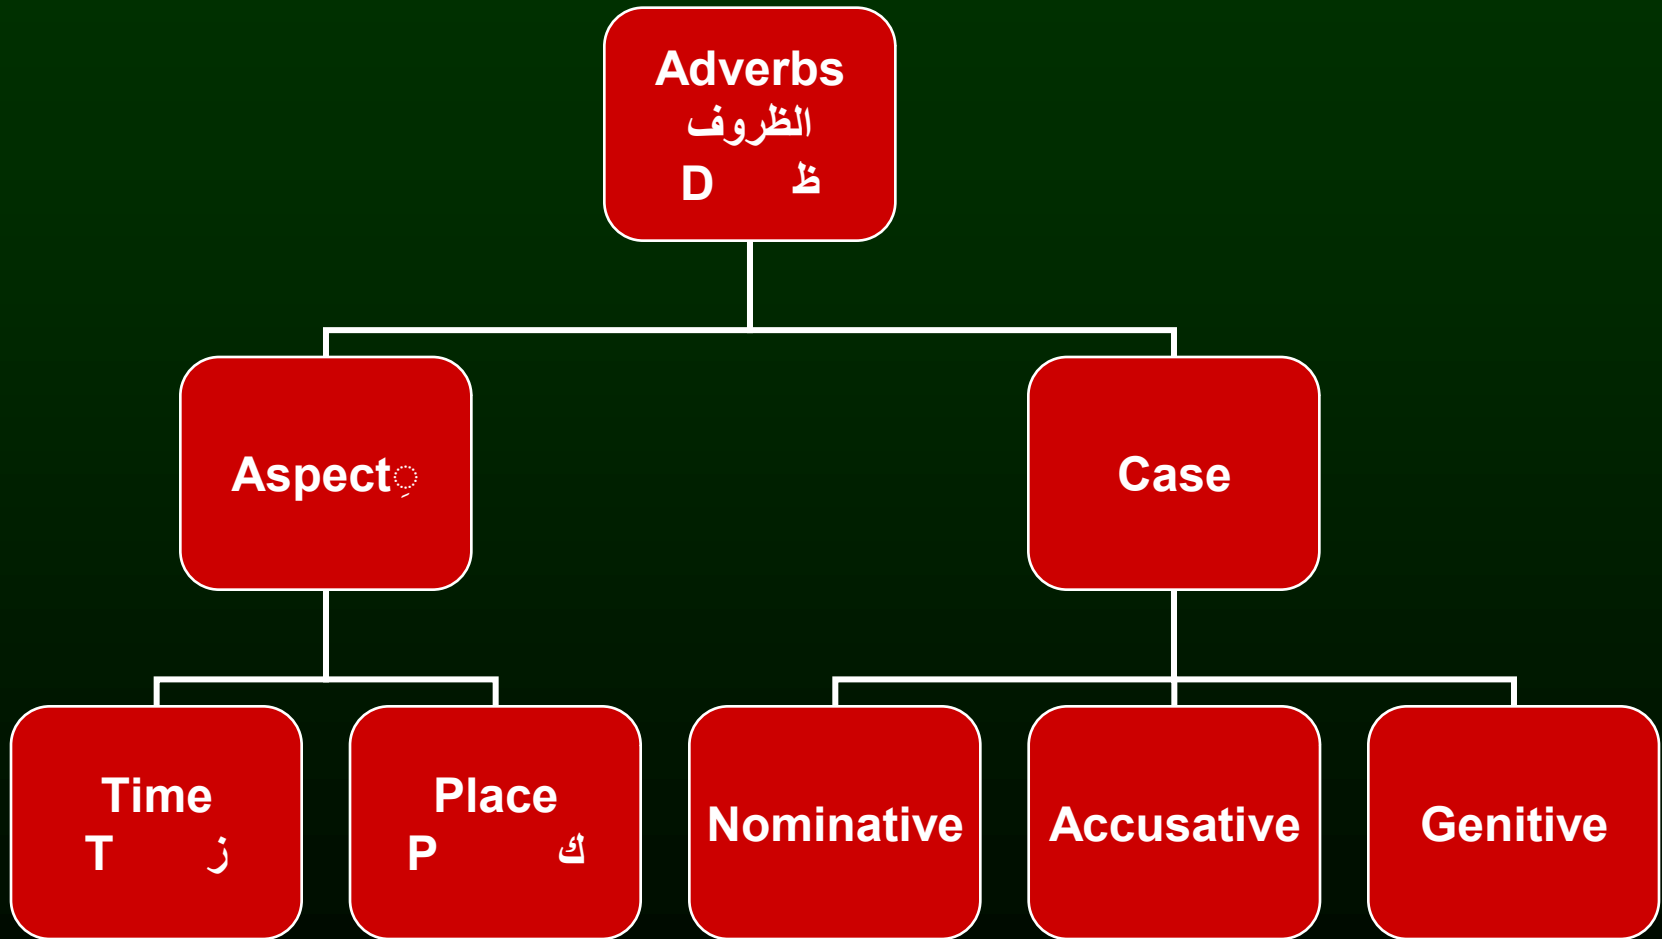 Adverbs
الظروف
D ظ
Aspectِ
Case
Time
T ز
Place
P ك
Nominative
Accusative
Genitive